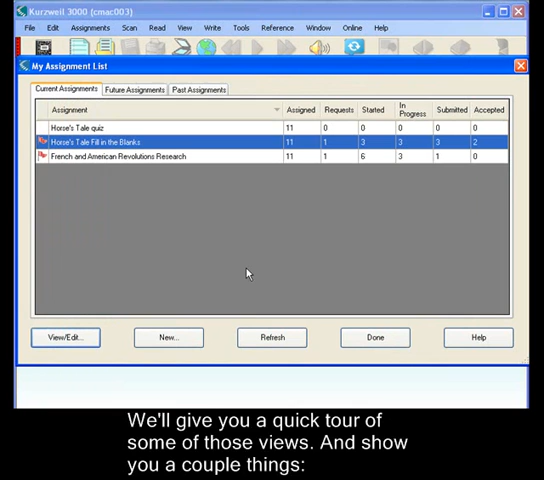 Kurzweil 3000 (cmac003)
File Edit Assignments Scan Read View Write Tools Reference Window Online Help
My Assignment List
Current Assignments Future Assignments Past Assignments
Assignment Assigned Requests Started In Progress Submitted Accepted
Horse's Tale quiz 11 0 0 0 0 0
Horse's Tale Fill in the Blanks 11 1 3 3 3 2
French and American Revolutions Research 11 1 6 3 1 0
View/Edit... New... Refresh Done Help
We'll give you a quick tour of
some of those views. And show
you a couple things: